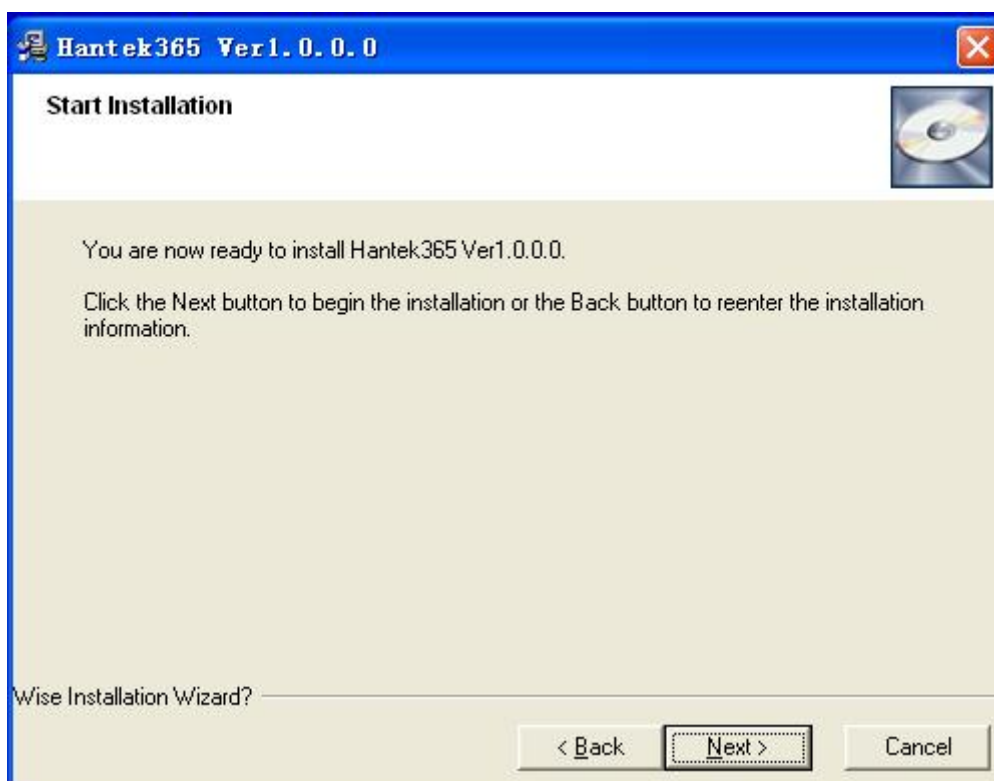 Hantek365 Ver1.0.0.0
Start Installation
You are now ready to install Hantek365 Ver1.0.0.0.
Click the Next button to begin the installation or the Back button to reenter the installation
information.
Wise Installation Wizard?
< Back
Next >
Cancel